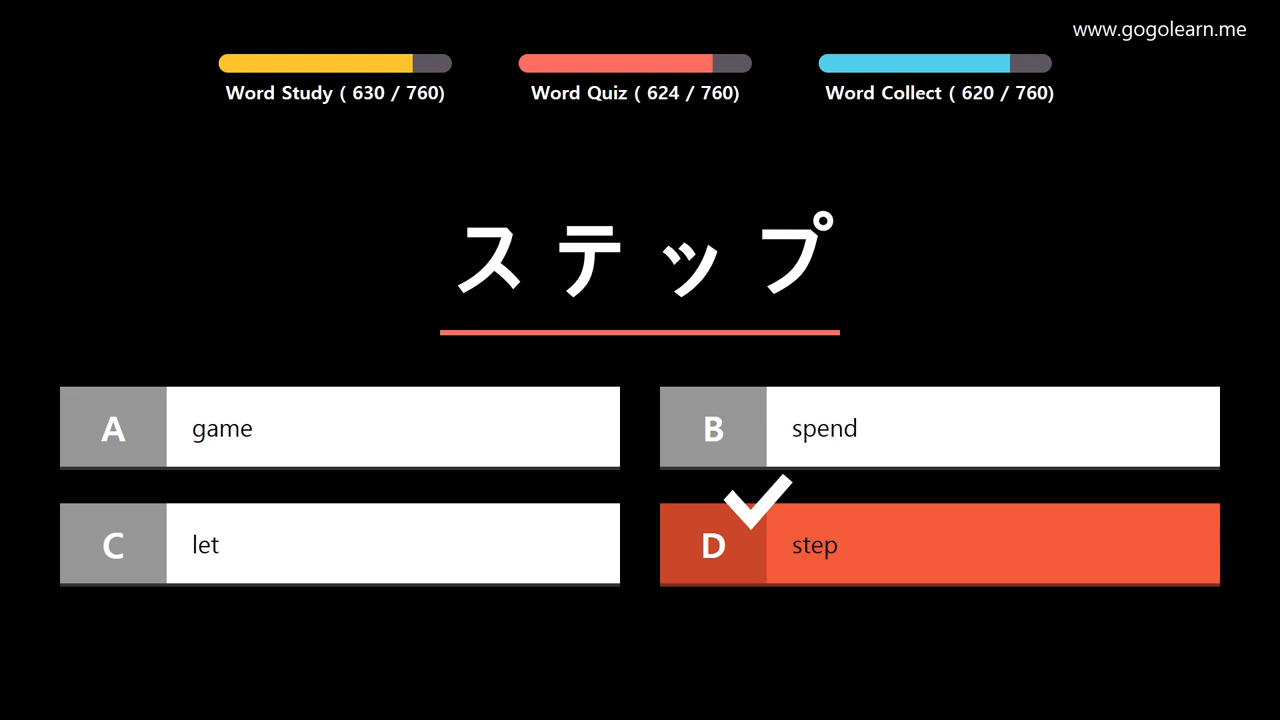 www.gogolearn.me
Word Study ( 630 / 760)
Word Quiz ( 624 / 760)
Word Collect ( 620 / 760)
ステップ
A game
B spend
C let
D step